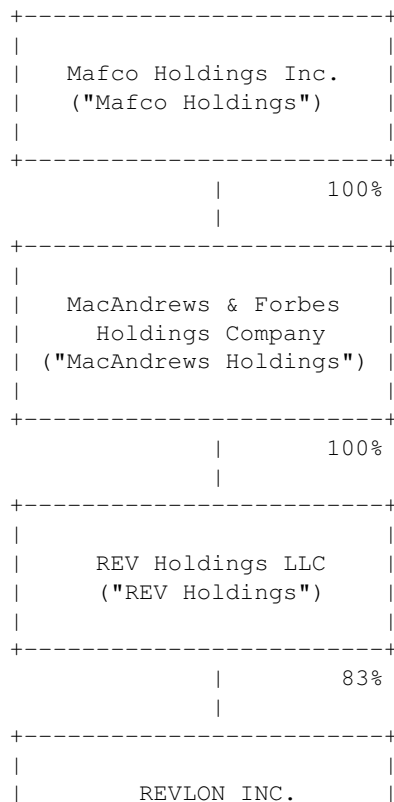 Mafco Holdings Inc.
("Mafco Holdings")
100%
MacAndrews & Forbes
Holdings Company
("MacAndrews Holdings")
100%
REV Holdings LLC
("REV Holdings")
83%
REVLON INC.